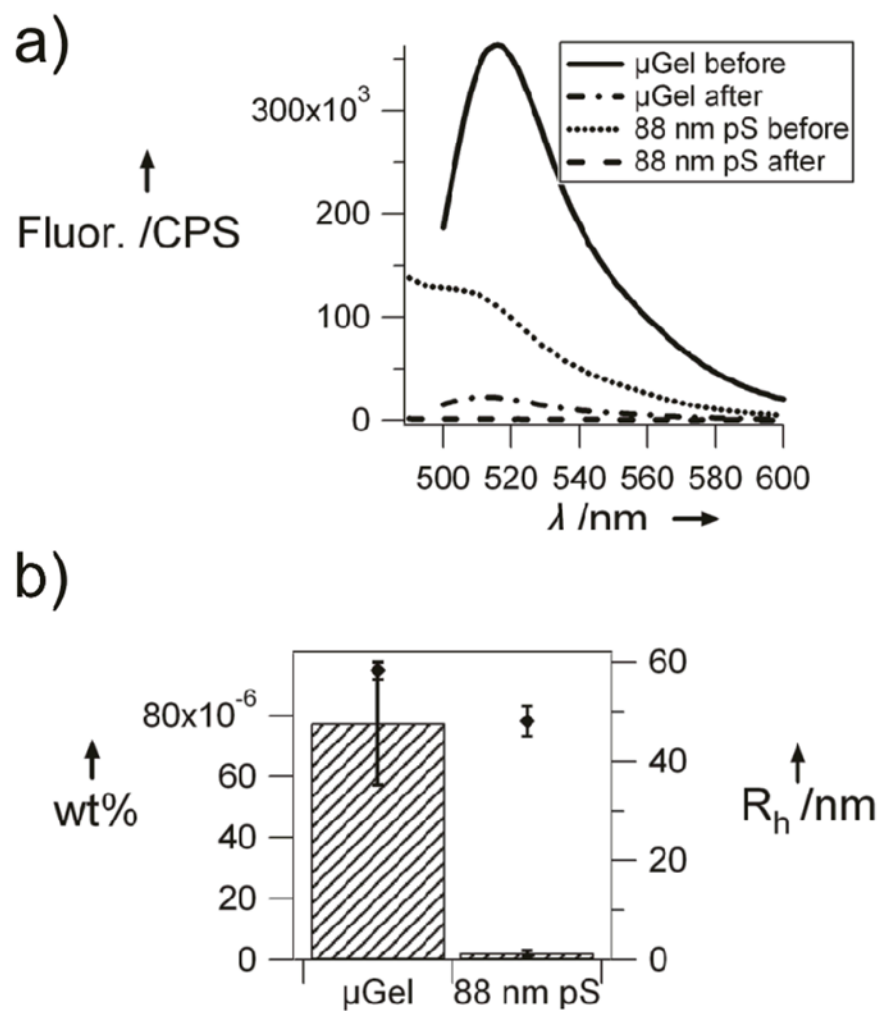 a)
µGel before
µGel after
88 nm pS before
88 nm pS after
300x10³
200
100
0
Fluor. /CPS
500 520 540 560 580 600
λ /nm
b)
80x10⁻⁶
60
40
20
0
wt%
60
40
20
0
Rₕ /nm
µGel 88 nm pS